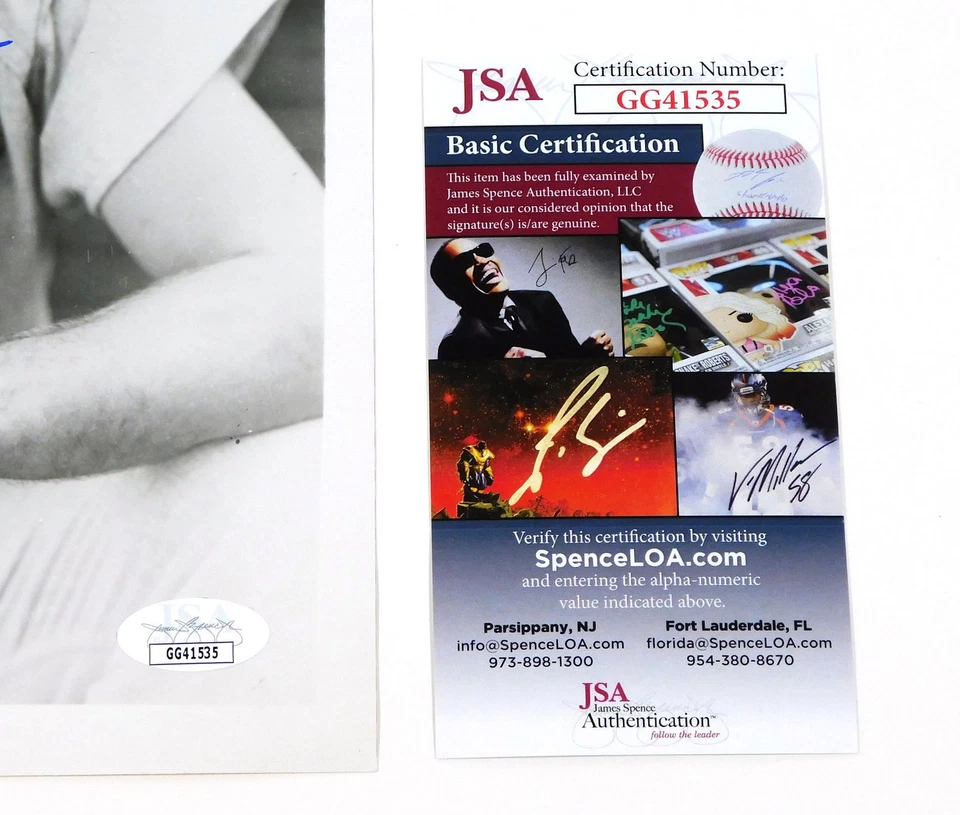 JSA
Certification Number:
GG41535
Basic Certification
This item has been fully examined by
James Spence Authentication, LLC
and it is our considered opinion that the
signature(s) is/are genuine.
58
Verify this certification by visiting
SpenceLOA.com
and entering the alpha-numeric
value indicated above.
Parsippany, NJ
info@SpenceLOA.com
973-898-1300
Fort Lauderdale, FL
florida@SpenceLOA.com
954-380-8670
JSA
James Spence
Authentication™
follow the leader
JSA
GG41535